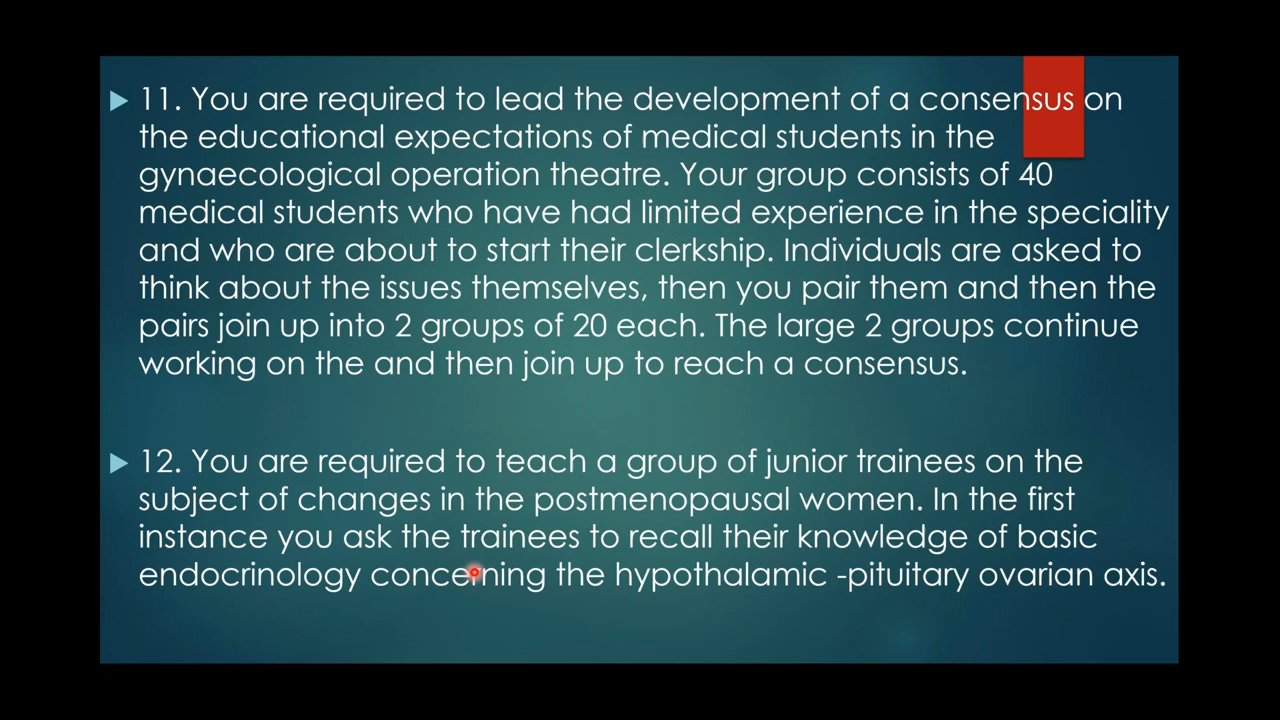 11. You are required to lead the development of a consensus on
the educational expectations of medical students in the
gynaecological operation theatre. Your group consists of 40
medical students who have had limited experience in the speciality
and who are about to start their clerkship. Individuals are asked to
think about the issues themselves, then you pair them and then the
pairs join up into 2 groups of 20 each. The large 2 groups continue
working on the and then join up to reach a consensus.
12. You are required to teach a group of junior trainees on the
subject of changes in the postmenopausal women. In the first
instance you ask the trainees to recall their knowledge of basic
endocrinology concerning the hypothalamic -pituitary ovarian axis.